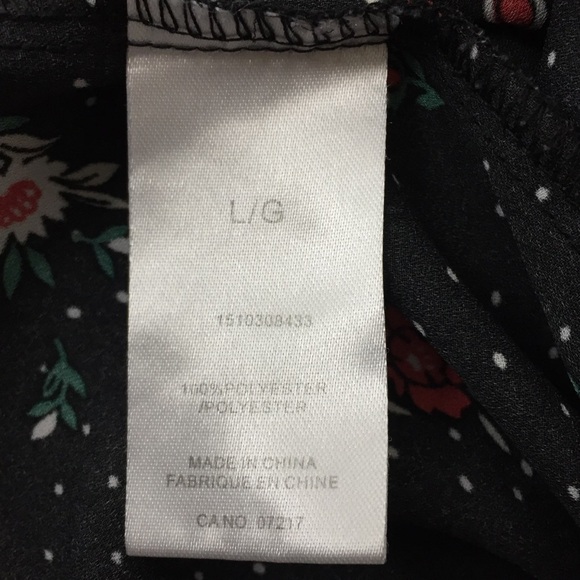 L/G
1510308433
100%POLYESTER
/POLYESTER
MADE IN CHINA
FABRIQUE EN CHINE
CA NO. 07217